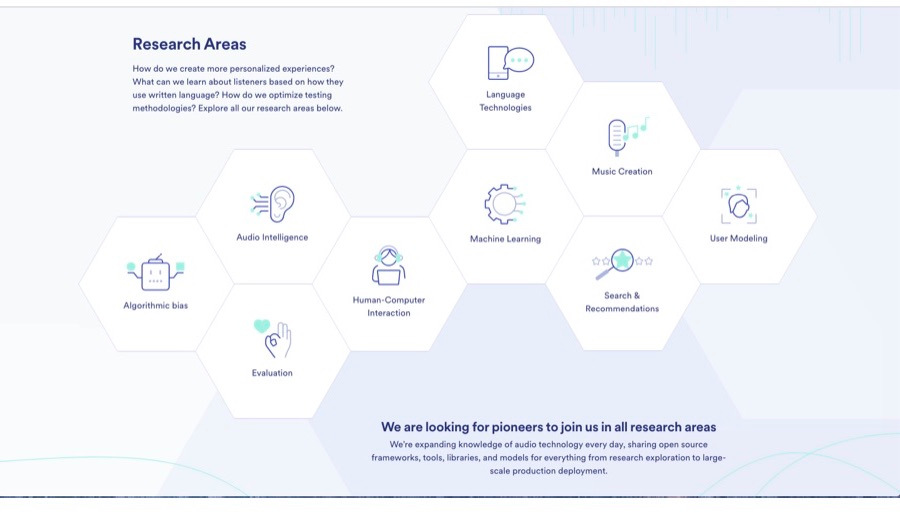 Research Areas
How do we create more personalized experiences?
What can we learn about listeners based on how they
use written language? How do we optimize testing
methodologies? Explore all our research areas below.
Language
Technologies
Music Creation
Audio Intelligence
Machine Learning
User Modeling
Algorithmic bias
Human-Computer
Interaction
Search &
Recommendations
Evaluation
We are looking for pioneers to join us in all research areas
We're expanding knowledge of audio technology every day, sharing open source
frameworks, tools, libraries, and models for everything from research exploration to large-
scale production deployment.